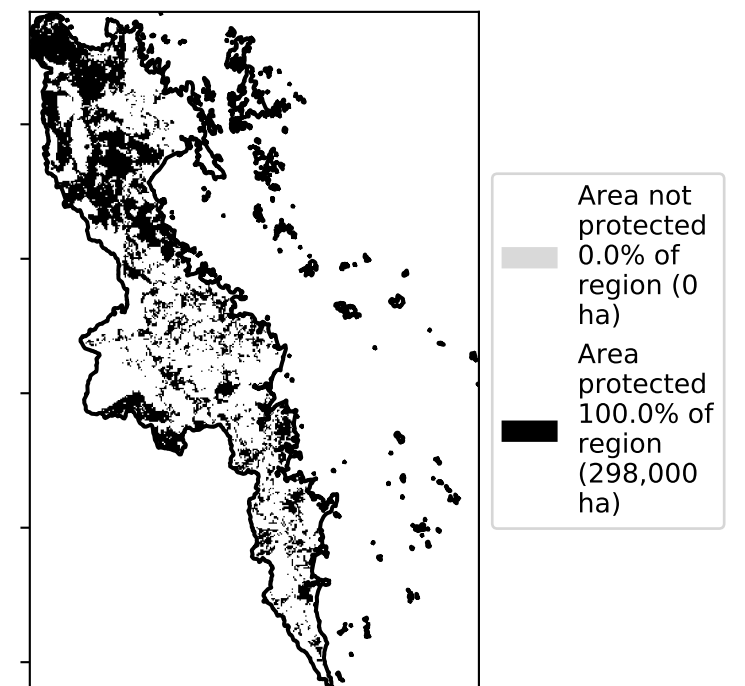 Area not
protected
0.0% of
region (0
ha)
Area
protected
100.0% of
region
(298,000
ha)